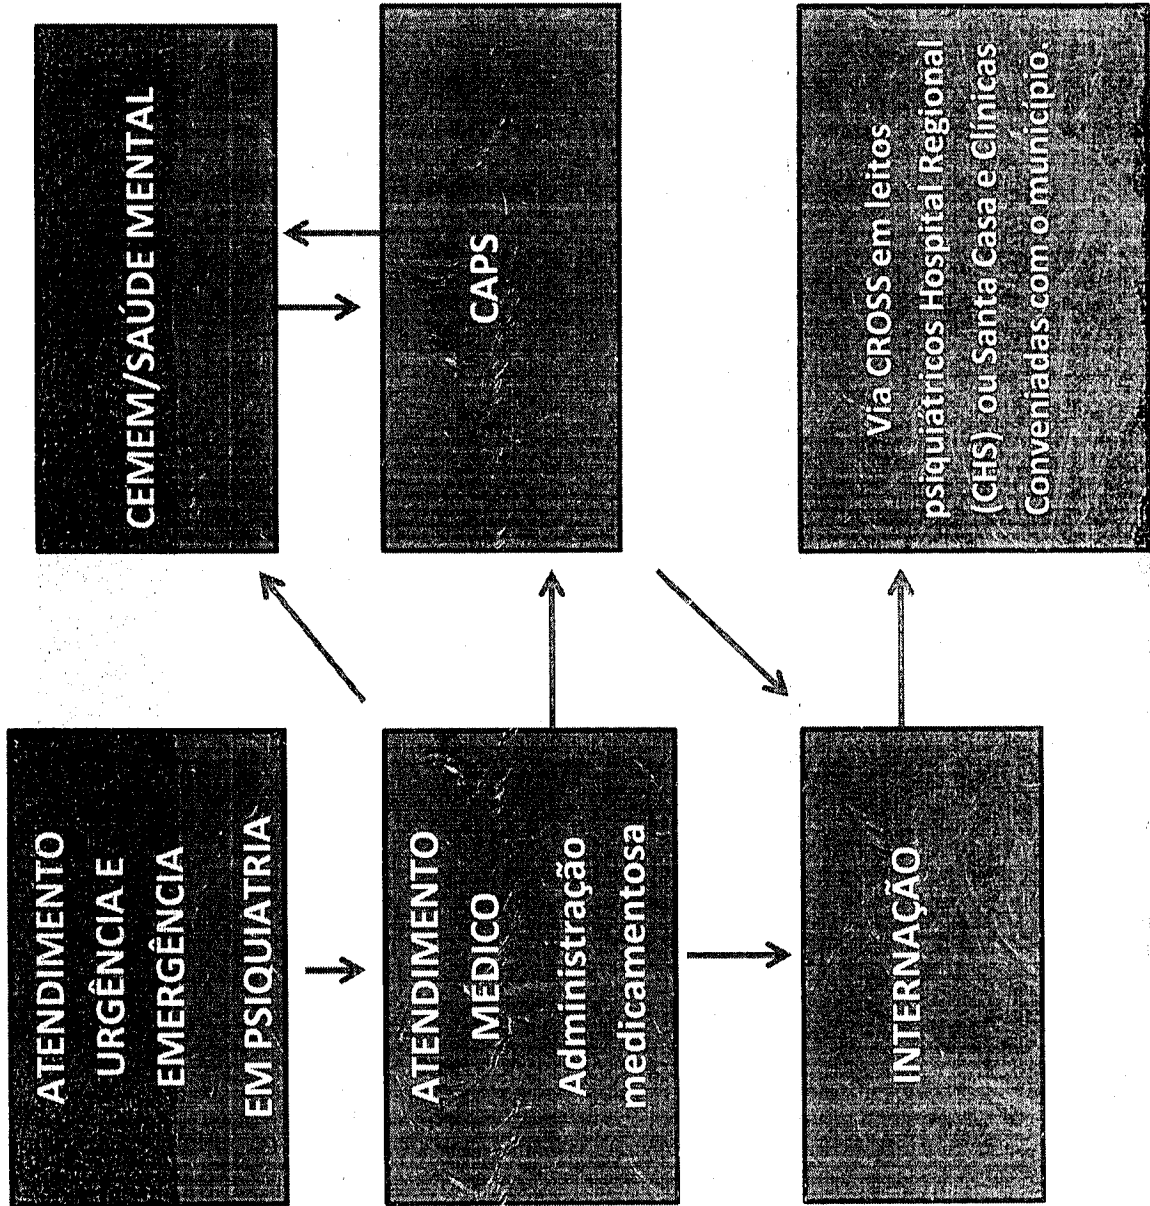 ATENDIMENTO
URGÊNCIA E
EMERGÊNCIA
EM PSIQUIATRIA
ATENDIMENTO
MÉDICO
Administração
medicamentosa
INTERNAÇÃO
CEMEM/SAÚDE MENTAL
CAPS
Via CROSS em leitos
psiquiátricos Hospital Regional
(CHS) ou Santa Casa e Clínicas
Conveniadas com o município.